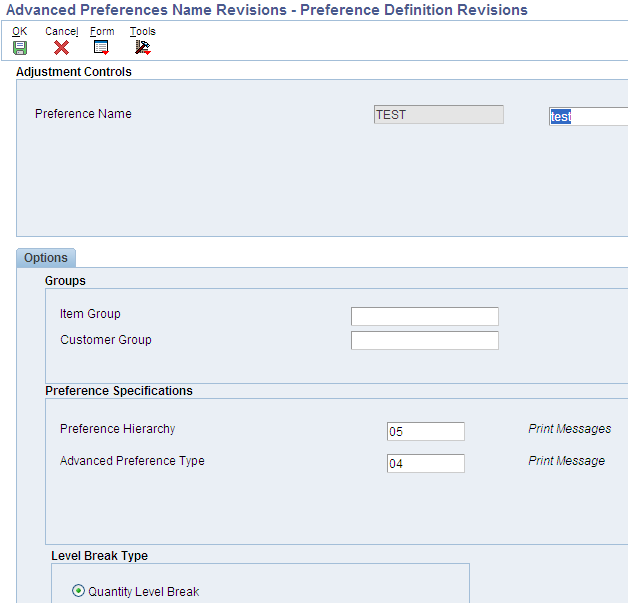 Advanced Preferences Name Revisions - Preference Definition Revisions
OK Cancel Form Tools
Adjustment Controls
Preference Name TEST test
Options
Groups
Item Group
Customer Group
Preference Specifications
Preference Hierarchy 05 Print Messages
Advanced Preference Type 04 Print Message
Level Break Type
Quantity Level Break